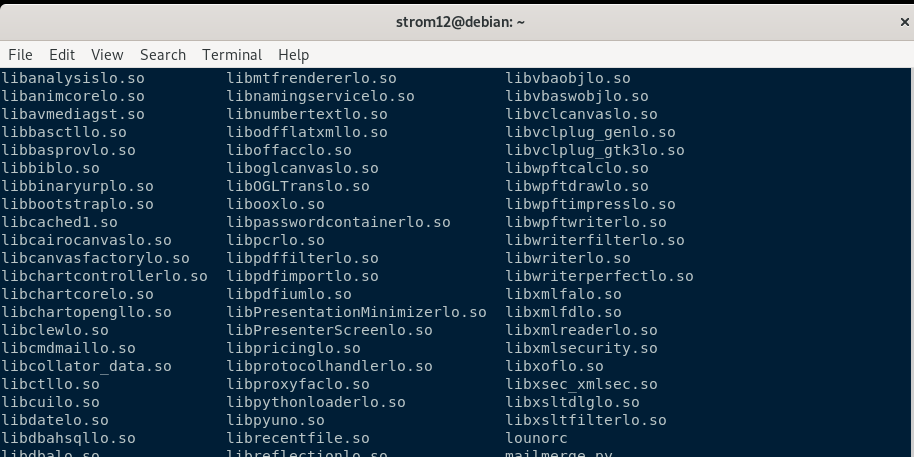 strom12@debian: ~
File Edit View Search Terminal Help
libanalysislo.so libmtfrendererlo.so libvbaobjlo.so
libanimcorelo.so libnamingservicelo.so libvbaswobjlo.so
libavmediagst.so libnumbertextlo.so libvclcanvaslo.so
libbasctllo.so libodfflatxmllo.so libvclplug_genlo.so
libbasprovlo.so liboffacclo.so libvclplug_gtk3lo.so
libbiblo.so liboglcanvaslo.so libwpftcalclo.so
libbinaryurplo.so libOGLTranslo.so libwpftdrawlo.so
libbootstraplo.so libooxlo.so libwpftimpresslo.so
libcached1.so libpasswordcontainerlo.so libwpftwriterlo.so
libcairocanvaslo.so libpcrlo.so libwriterfilterlo.so
libcanvasfactorylo.so libpdffilterlo.so libwriterlo.so
libchartcontrollerlo.so libpdfimportlo.so libwriterperfectlo.so
libchartcorelo.so libpdfiumlo.so libxmlfalo.so
libchartopengllo.so libPresentationMinimizerlo.so libxmlfdlo.so
libclewlo.so libPresenterScreenlo.so libxmlreaderlo.so
libcmdmaillo.so libpricinglo.so libxmlsecurity.so
libcollator_data.so libprotocolhandlerlo.so libxoflo.so
libctllo.so libproxyfaclo.so libxsec_xmlsec.so
libcuilo.so libpythonloaderlo.so libxsltdlglo.so
libdatelo.so libpyuno.so libxsltfilterlo.so
libdbahsqllo.so librecentfile.so lounorc
libdbalo.so libreflectionlo.so mailmerge.py